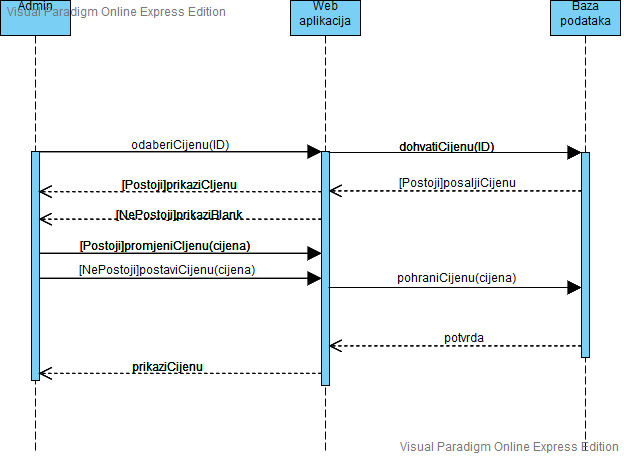 Visual Paradigm Online Express Edition
Admin
Web
aplikacija
Baza
podataka
odaberiCijenu(ID)
dohvatiCijenu(ID)
[Postoji]prikaziCIjenu
[Postoji]posaljiCijenu
[NePostoji]prikaziBlank
[Postoji]promjeniCIjenu(cijena)
[NePostoji]postaviCijenu(cijena)
pohraniCijenu(cijena)
potvrda
prikaziCijenu
Visual Paradigm Online Express Edition